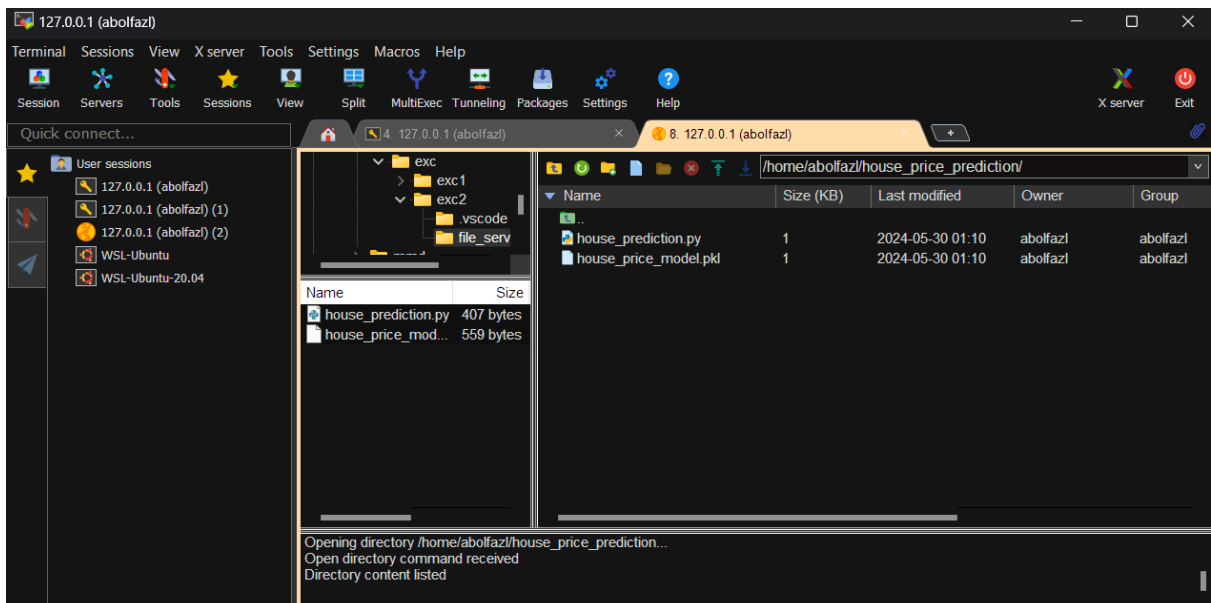 127.0.0.1 (abolfazl)
Terminal Sessions View X server Tools Settings Macros Help
Session Servers Tools Sessions View Split MultiExec Tunneling Packages Settings Help X server Exit
Quick connect...
4. 127.0.0.1 (abolfazl)
8. 127.0.0.1 (abolfazl)
User sessions
127.0.0.1 (abolfazl)
127.0.0.1 (abolfazl) (1)
127.0.0.1 (abolfazl) (2)
WSL-Ubuntu
WSL-Ubuntu-20.04
exc
exc1
exc2
.vscode
file_serv
Name Size
house_prediction.py 407 bytes
house_price_mod... 559 bytes
/home/abolfazl/house_price_prediction/
Name Size (KB) Last modified Owner Group
..
house_prediction.py 1 2024-05-30 01:10 abolfazl abolfazl
house_price_model.pkl 1 2024-05-30 01:10 abolfazl abolfazl
Opening directory /home/abolfazl/house_price_prediction...
Open directory command received
Directory content listed